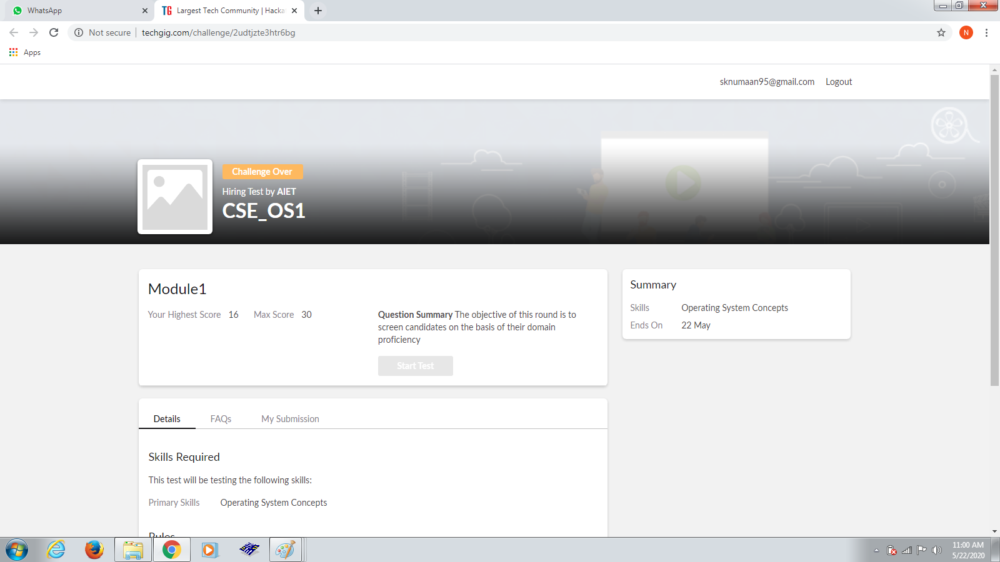 WhatsApp
TG Largest Tech Community | Hacka
Not secure techgig.com/challenge/2udtjzte3htr6bg
N
Apps
sknumaan95@gmail.com Logout
Challenge Over
Hiring Test by AIET
CSE_OS1
Module1
Your Highest Score 16 Max Score 30
Question Summary The objective of this round is to
screen candidates on the basis of their domain
proficiency
Start Test
Summary
Skills Operating System Concepts
Ends On 22 May
Details FAQs My Submission
Skills Required
This test will be testing the following skills:
Primary Skills Operating System Concepts
Rules
11:00 AM
5/22/2020